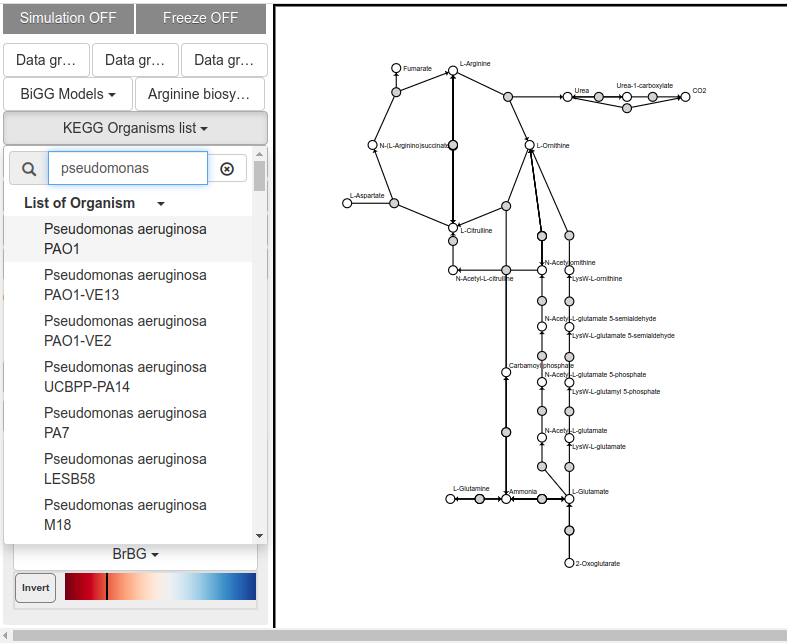 Simulation OFF
Freeze OFF
Data gr...
Data gr...
Data gr...
BiGG Models
Arginine biosy...
KEGG Organisms list
pseudomonas
List of Organism
Pseudomonas aeruginosa
PAO1
Pseudomonas aeruginosa
PAO1-VE13
Pseudomonas aeruginosa
PAO1-VE2
Pseudomonas aeruginosa
UCBPP-PA14
Pseudomonas aeruginosa
PA7
Pseudomonas aeruginosa
LESB58
Pseudomonas aeruginosa
M18
BrBG
Invert
Fumarate
L-Arginine
Urea
Urea-1-carboxylate
CO2
N-(L-Arginino)succinate
L-Ornithine
L-Aspartate
L-Citrulline
N-Acetylornithine
N-Acetyl-L-citrulline
LysW-L-ornithine
N-Acetyl-L-glutamate 5-semialdehyde
LysW-L-glutamate 5-semialdehyde
Carbamoyl phosphate
N-Acetyl-L-glutamate 5-phosphate
LysW-L-glutamyl 5-phosphate
N-Acetyl-L-glutamate
LysW-L-glutamate
L-Glutamine
Ammonia
L-Glutamate
2-Oxoglutarate